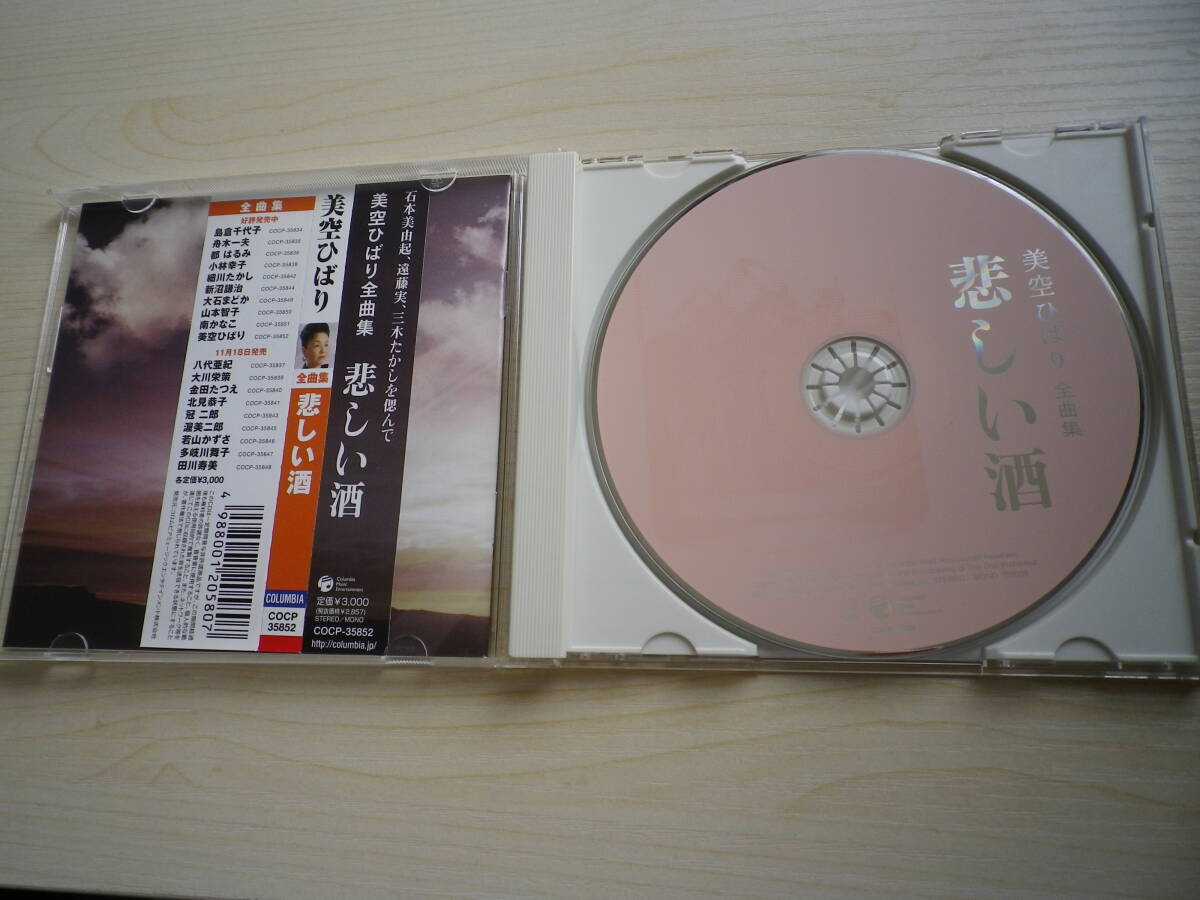 石本美由起、遠藤実、三木たかしを偲んで
美空ひばり全曲集 悲しい酒
Columbia
Music
Entertainment
定価¥3,000
(税抜価格¥2,857)
STEREO/MONO
COCP-35852
http://columbia.jp/
美空ひばり
全曲集
悲しい酒
COLUMBIA
COCP
35852
全曲集
好評発売中
島倉千代子 COCP-35834
舟木一夫 COCP-35835
都 はるみ COCP-35836
小林幸子 COCP-35838
細川たかし COCP-35842
新沼謙治 COCP-35844
大石まどか COCP-35849
山本智子 COCP-35850
南かなこ COCP-35851
美空ひばり COCP-35852
11月18日発売
八代亜紀 COCP-35837
大川栄策 COCP-35839
金田たつえ COCP-35840
北見恭子 COCP-35841
冠 二郎 COCP-35843
渥美二郎 COCP-35845
若山かずさ COCP-35846
多岐川舞子 COCP-35847
田川寿美 COCP-35848
各定価¥3,000
4 988001 205807
美空ひばり 全曲集
悲しい酒